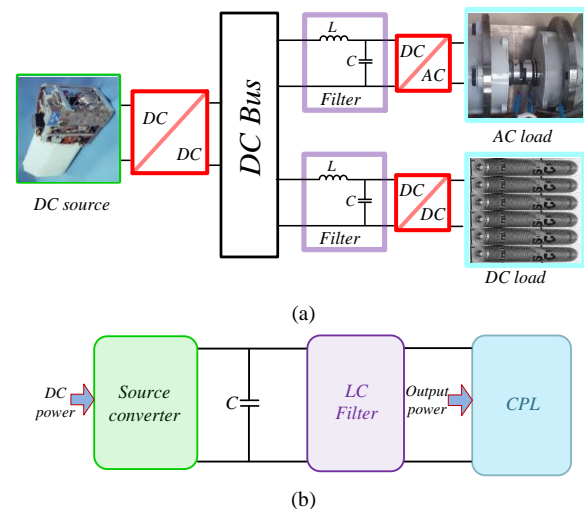 L
C
DC
AC
Filter
AC load
DC
DC
DC source
DC Bus
L
C
DC
DC
Filter
DC load
(a)
DC
power
Source
converter
C
LC
Filter
Output
power
CPL
(b)